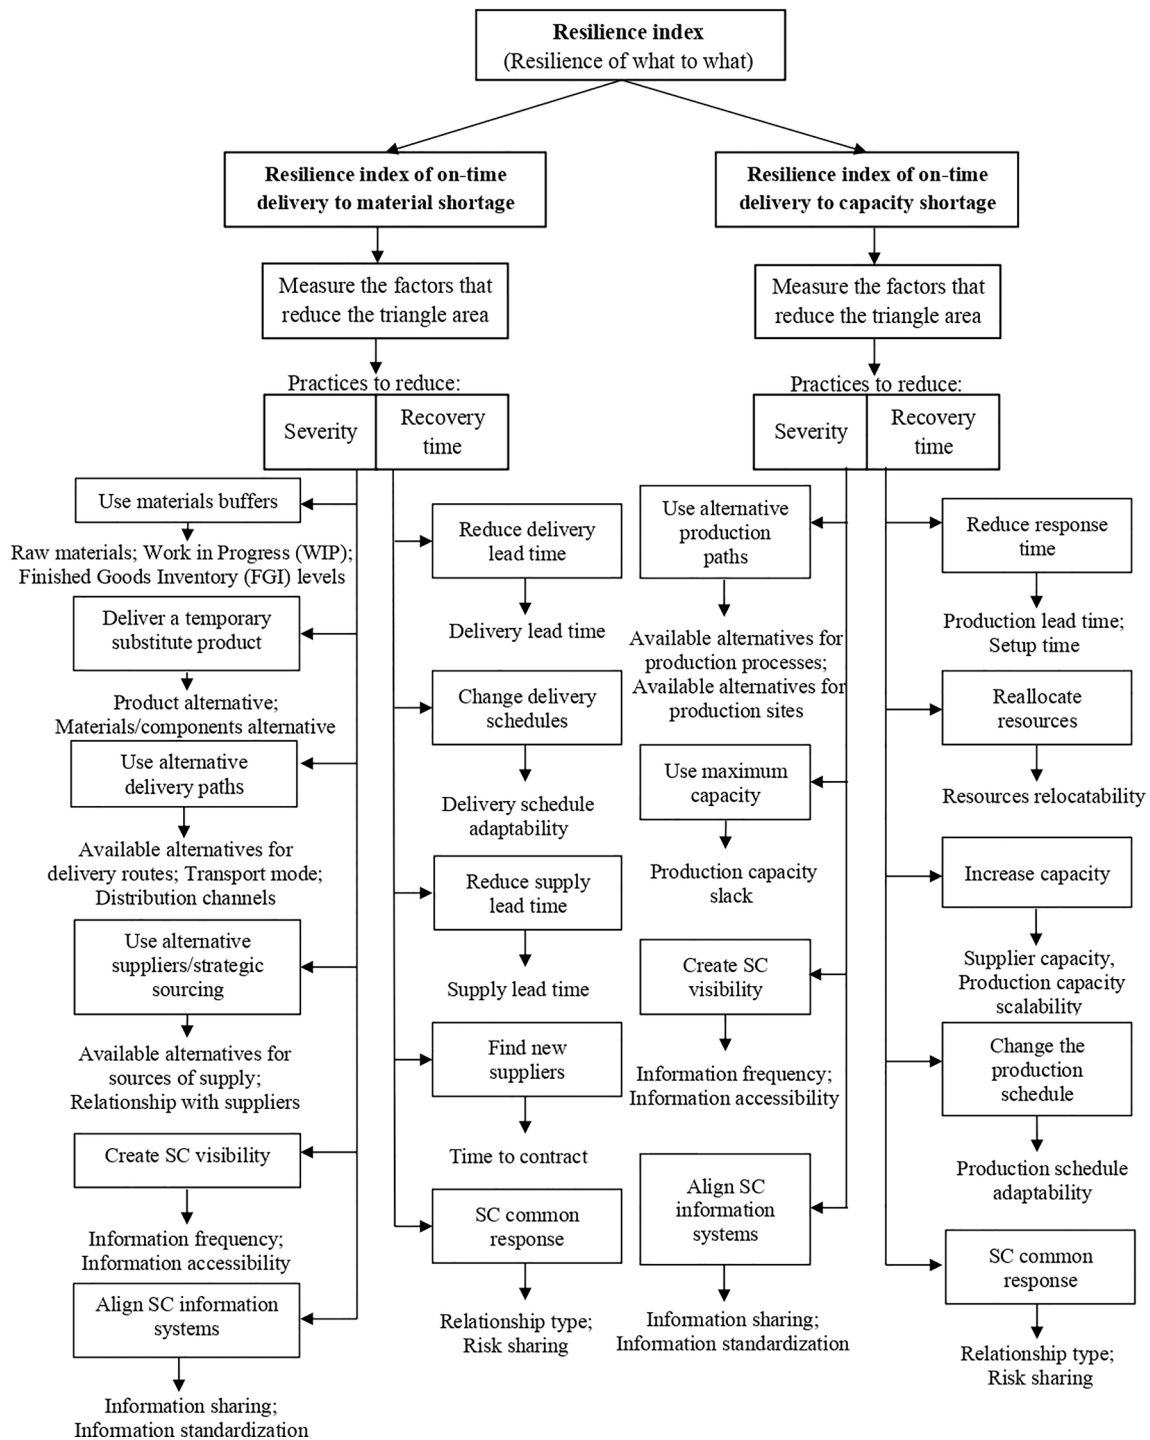 Resilience index
(Resilience of what to what)
Resilience index of on-time
delivery to material shortage
Measure the factors that
reduce the triangle area
Practices to reduce:
Severity
Recovery
time
Use materials buffers
Raw materials; Work in Progress (WIP);
Finished Goods Inventory (FGI) levels
Deliver a temporary
substitute product
Product alternative;
Materials/components alternative
Use alternative
delivery paths
Available alternatives for
delivery routes; Transport mode;
Distribution channels
Use alternative
suppliers/strategic
sourcing
Available alternatives for
sources of supply;
Relationship with suppliers
Create SC visibility
Information frequency;
Information accessibility
Align SC information
systems
Information sharing;
Information standardization
Reduce delivery
lead time
Delivery lead time
Change delivery
schedules
Delivery schedule
adaptability
Reduce supply
lead time
Supply lead time
Find new
suppliers
Time to contract
SC common
response
Relationship type;
Risk sharing
Resilience index of on-time
delivery to capacity shortage
Measure the factors that
reduce the triangle area
Practices to reduce:
Severity
Recovery
time
Use alternative
production
paths
Available alternatives for
production processes;
Available alternatives for
production sites
Use maximum
capacity
Production capacity
slack
Create SC
visibility
Information frequency;
Information accessibility
Align SC
information
systems
Information sharing;
Information standardization
Reduce response
time
Production lead time;
Setup time
Reallocate
resources
Resources relocatability
Increase capacity
Supplier capacity,
Production capacity
scalability
Change the
production
schedule
Production schedule
adaptability
SC common
response
Relationship type;
Risk sharing